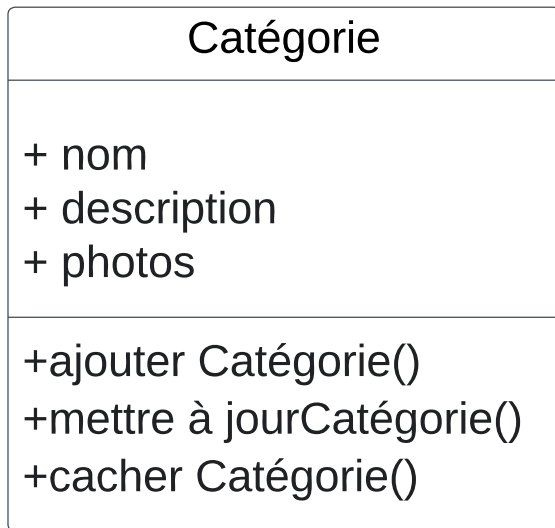 Catégorie
+ nom
+ description
+ photos
+ajouter Catégorie()
+mettre à jourCatégorie()
+cacher Catégorie()